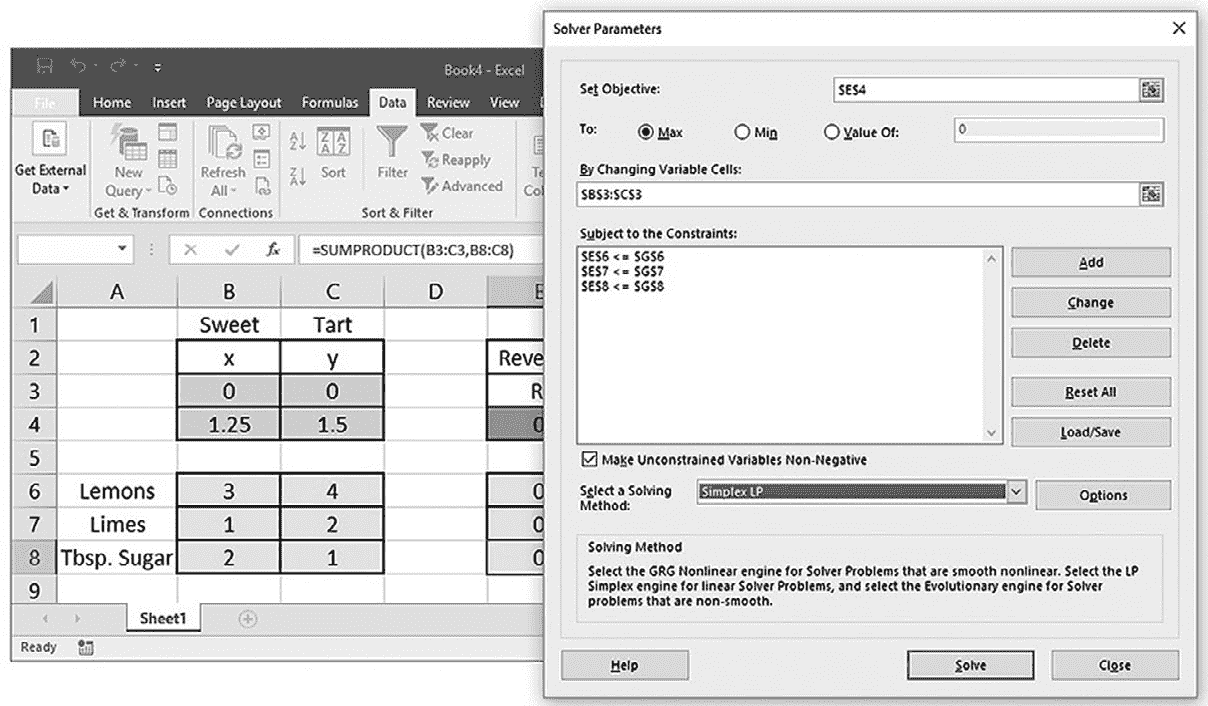 Book4 - Excel
File Home Insert Page Layout Formulas Data Review View
Get External Data
New Query
Refresh All
Sort
Filter
Clear
Reapply
Advanced
Get & Transform
Connections
Sort & Filter
fx =SUMPRODUCT(B3:C3,B8:C8)
A B C D
1 Sweet Tart
2 x y Reve
3 0 0 R
4 1.25 1.5 0
5
6 Lemons 3 4 0
7 Limes 1 2 0
8 Tbsp. Sugar 2 1 0
9
Sheet1
Ready
Solver Parameters
Set Objective: $E$4
To: Max Min Value Of: 0
By Changing Variable Cells:
$B$3:$C$3
Subject to the Constraints:
$E$6 <= $G$6
$E$7 <= $G$7
$E$8 <= $G$8
Add
Change
Delete
Reset All
Load/Save
Make Unconstrained Variables Non-Negative
Select a Solving Method: Simplex LP
Options
Solving Method
Select the GRG Nonlinear engine for Solver Problems that are smooth nonlinear. Select the LP
Simplex engine for linear Solver Problems, and select the Evolutionary engine for Solver
problems that are non-smooth.
Help
Solve
Close